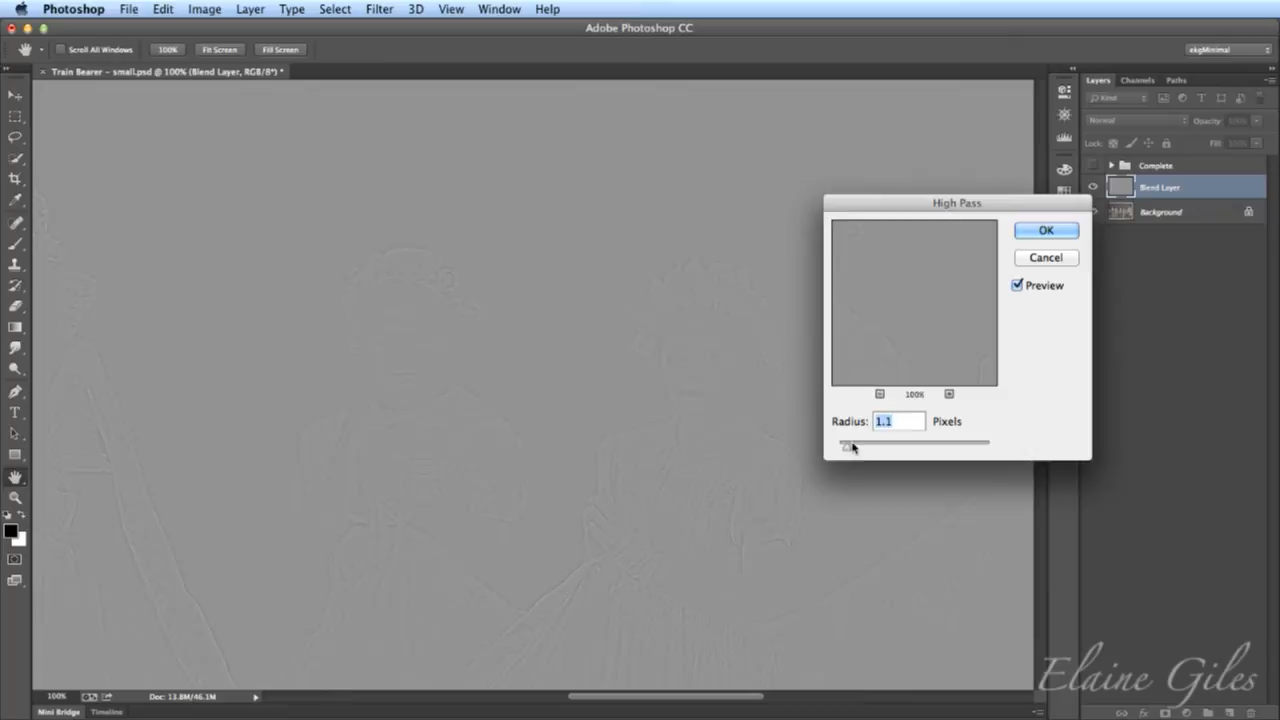 Photoshop File Edit Image Layer Type Select Filter 3D View Window Help
Adobe Photoshop CC
Scroll All Windows 100% Fit Screen Fill Screen ekgMinimal
Train Bearer - small.psd @ 100% (Blend Layer, RGB/8*) *
Layers Channels Paths
Kind
Normal Opacity: 100%
Lock: Fill: 100%
Complete
Blend Layer
Background
High Pass
OK
Cancel
Preview
100%
Radius: 1.1 Pixels
Elaine Giles
100% Doc: 13.8M/46.1M
Mini Bridge Timeline